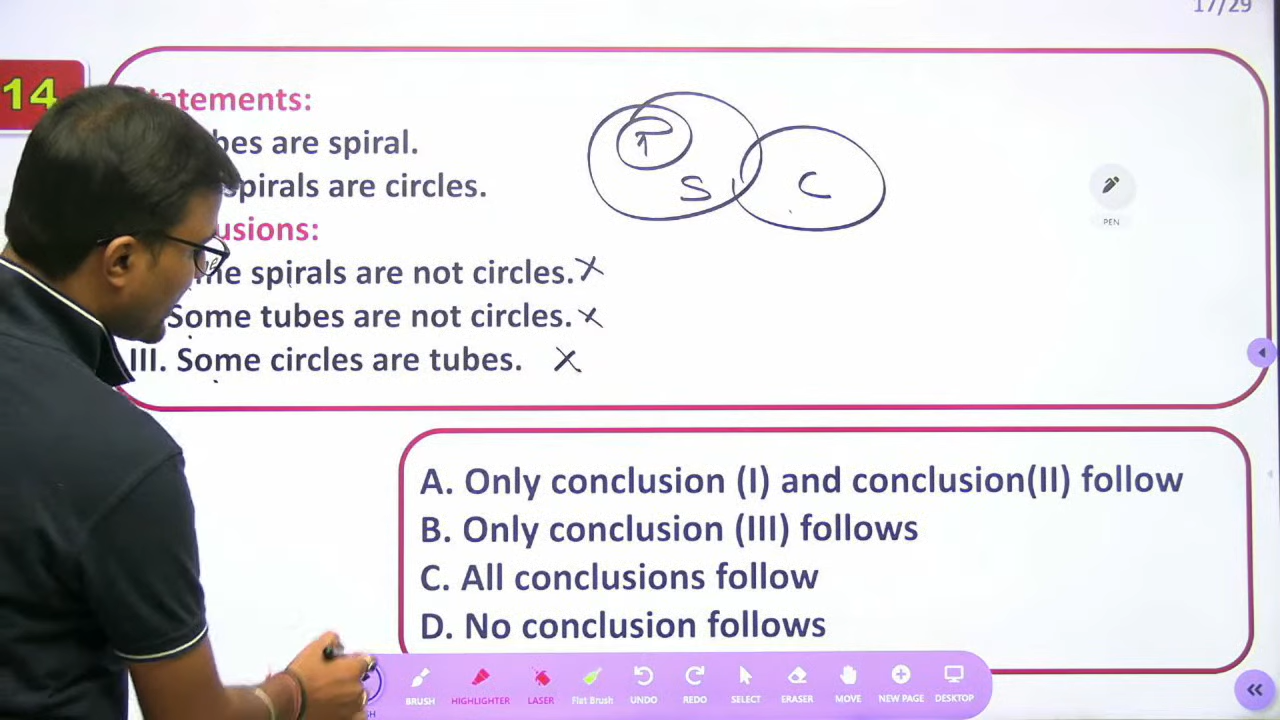 17/29
14
tatements:
bes are spiral.
spirals are circles.
usions:
me spirals are not circles. X
Some tubes are not circles. X
III. Some circles are tubes. X
T
S
C
PEN
A. Only conclusion (I) and conclusion(II) follow
B. Only conclusion (III) follows
C. All conclusions follow
D. No conclusion follows
BRUSH HIGHLIGHTER LASER Flat Brush UNDO REDO SELECT ERASER MOVE NEW PAGE DESKTOP